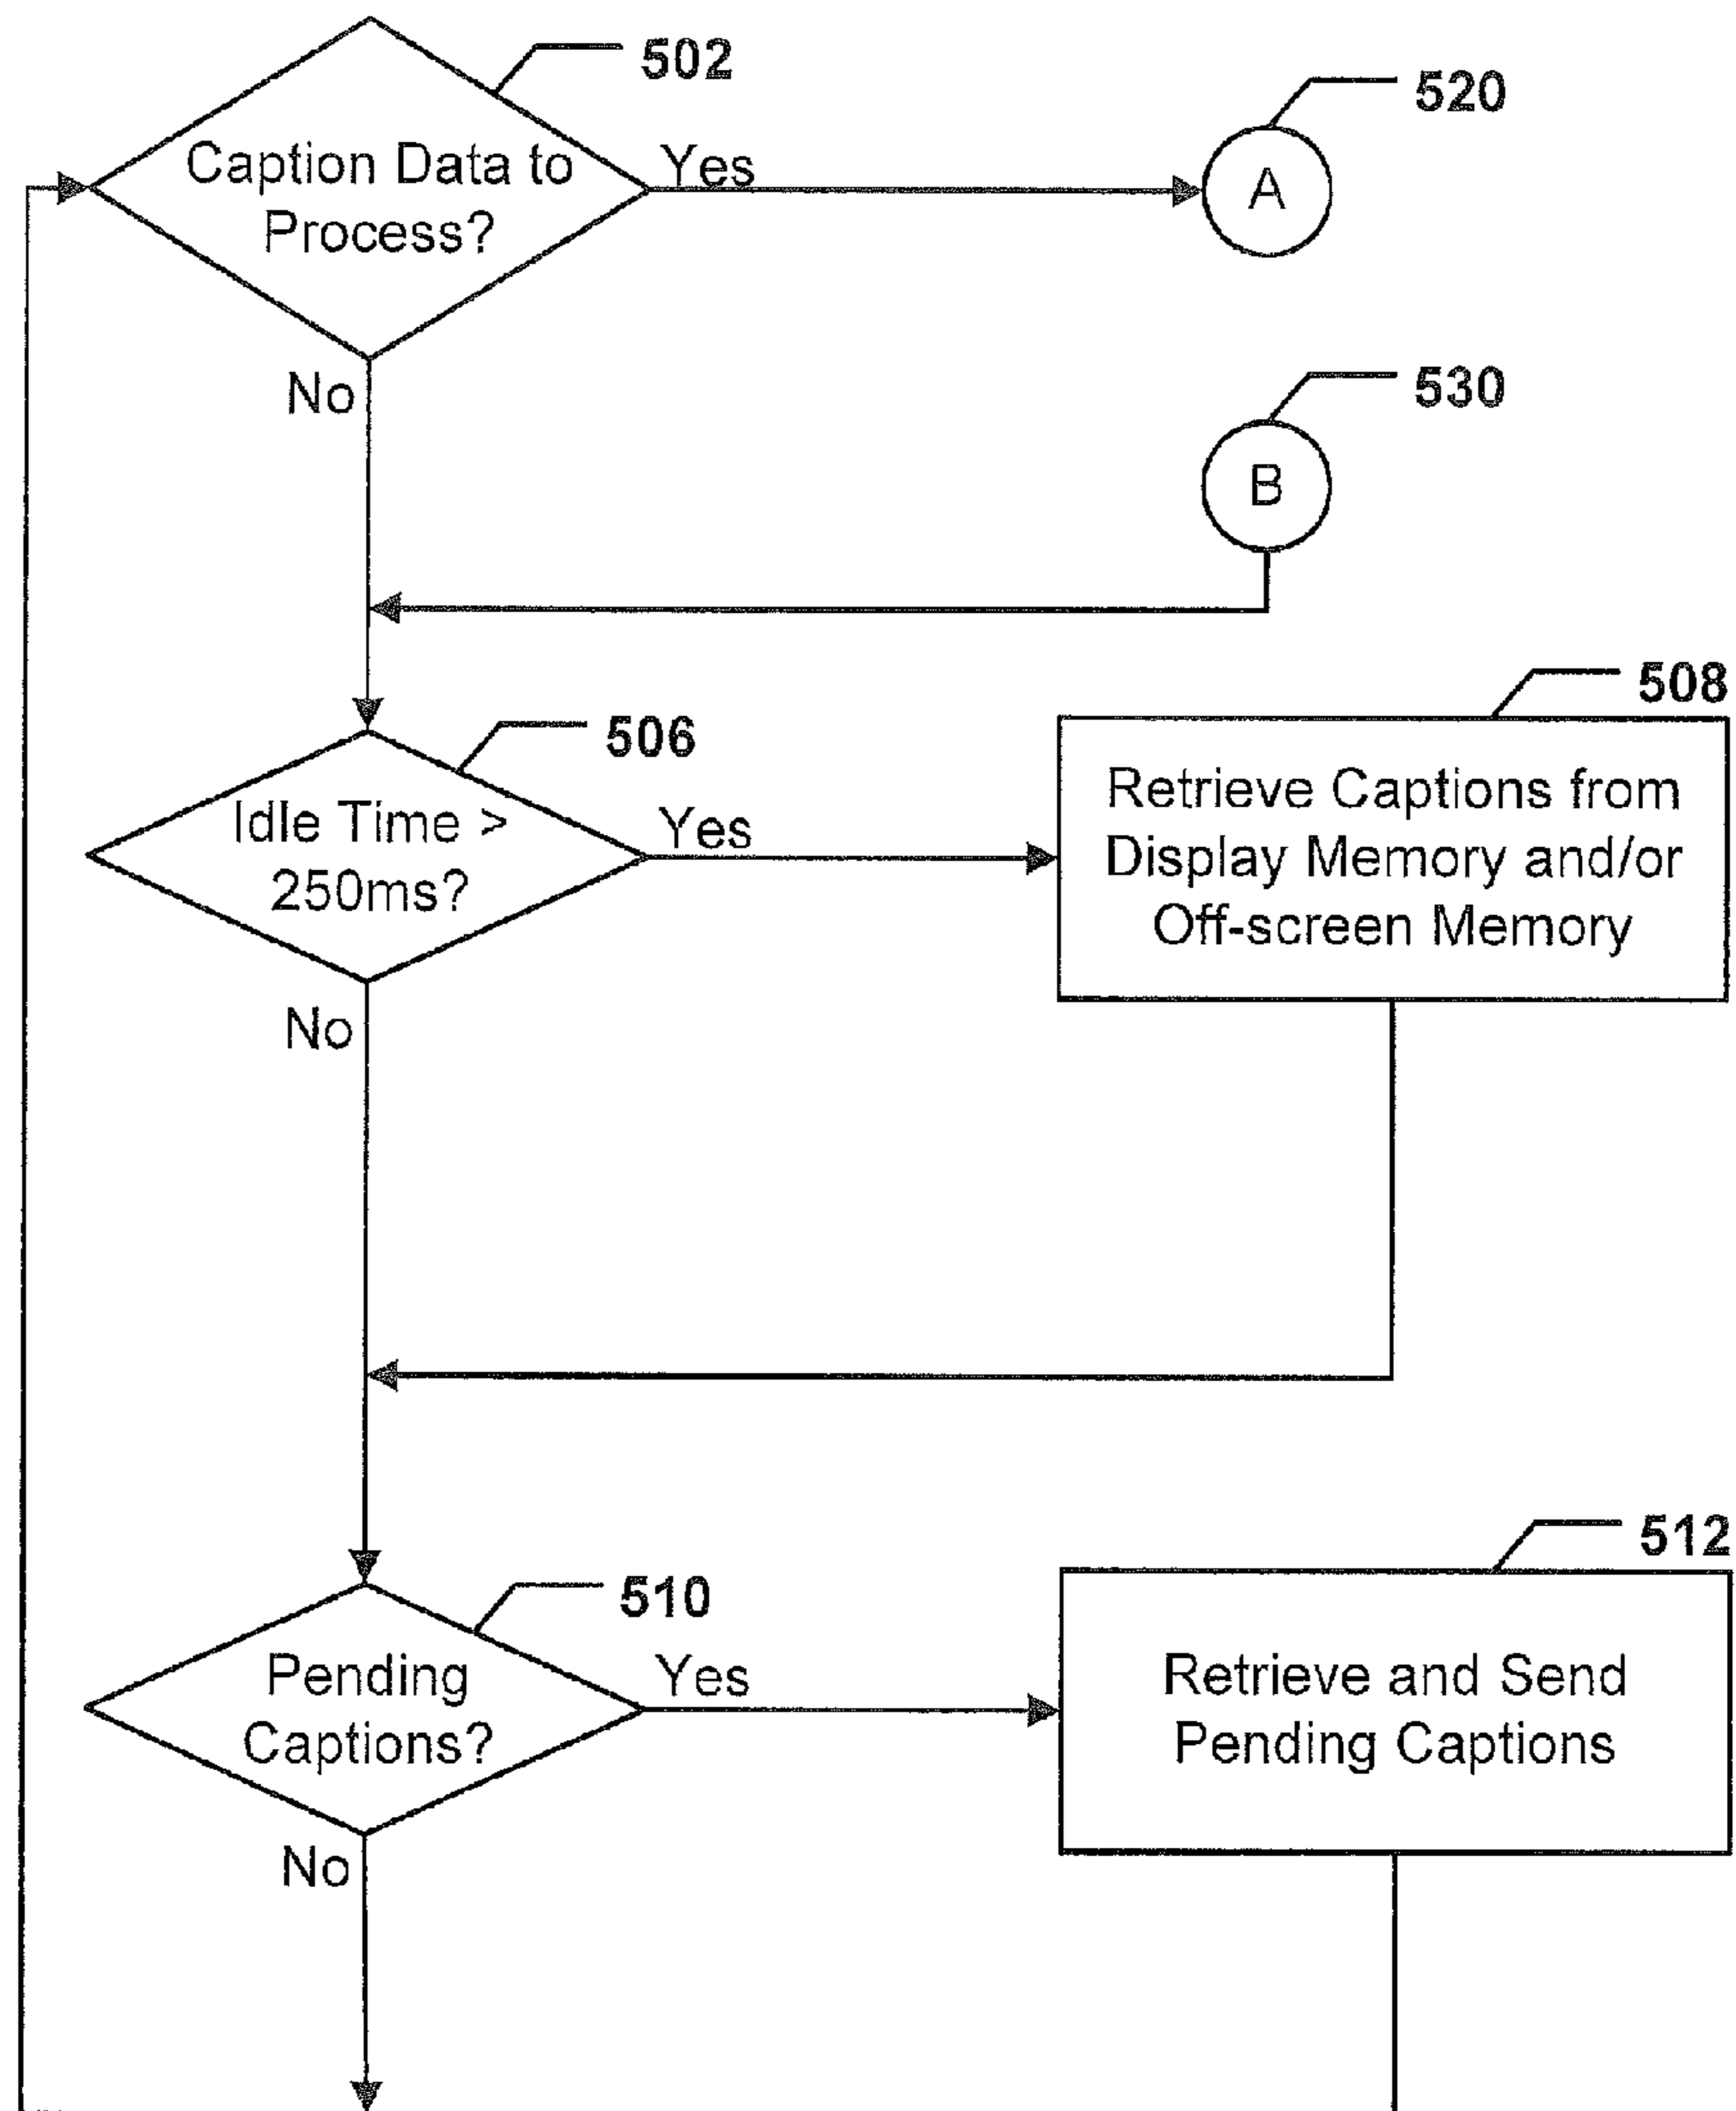 502
Caption Data to
Process?
Yes
520
A
No
530
B
506
Idle Time >
250ms?
Yes
508
Retrieve Captions from
Display Memory and/or
Off-screen Memory
No
510
Pending
Captions?
Yes
512
Retrieve and Send
Pending Captions
No